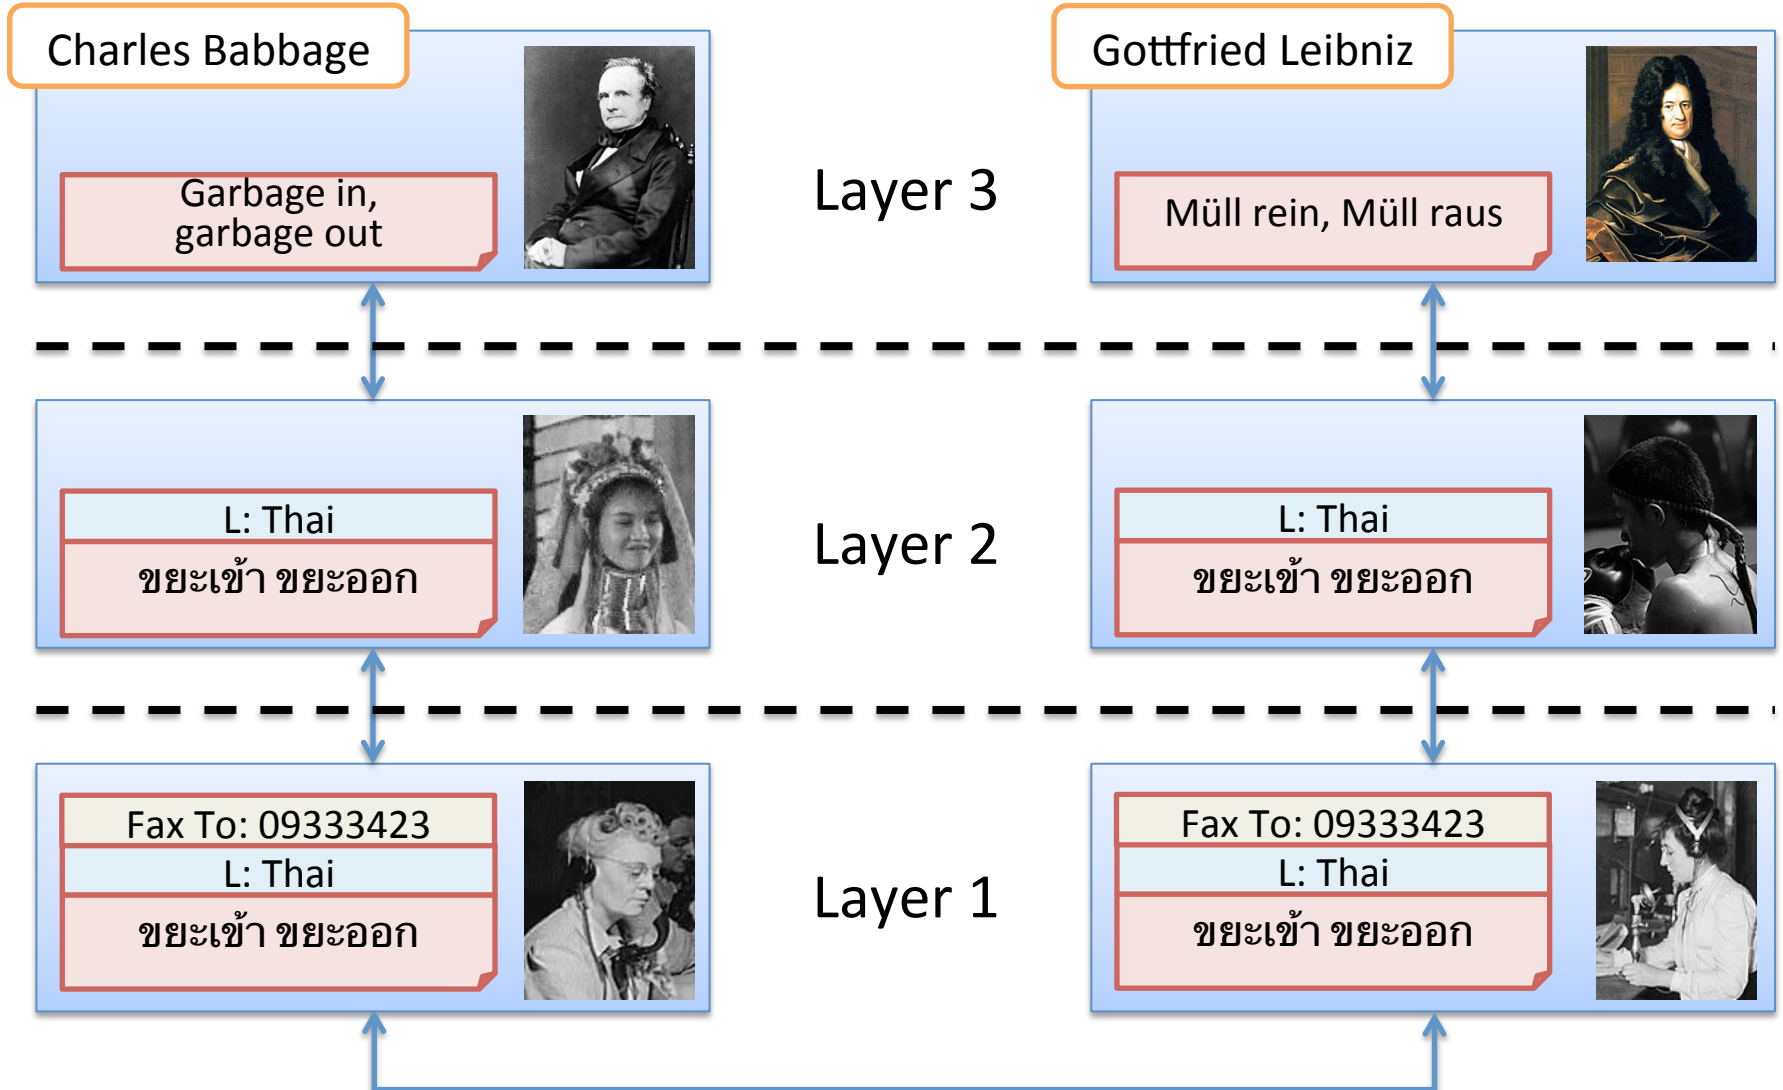 Charles Babbage
Gottfried Leibniz
Garbage in,
garbage out
Layer 3
Müll rein, Müll raus
L: Thai
ขยะเข้า ขยะออก
Layer 2
L: Thai
ขยะเข้า ขยะออก
Fax To: 09333423
L: Thai
ขยะเข้า ขยะออก
Layer 1
Fax To: 09333423
L: Thai
ขยะเข้า ขยะออก